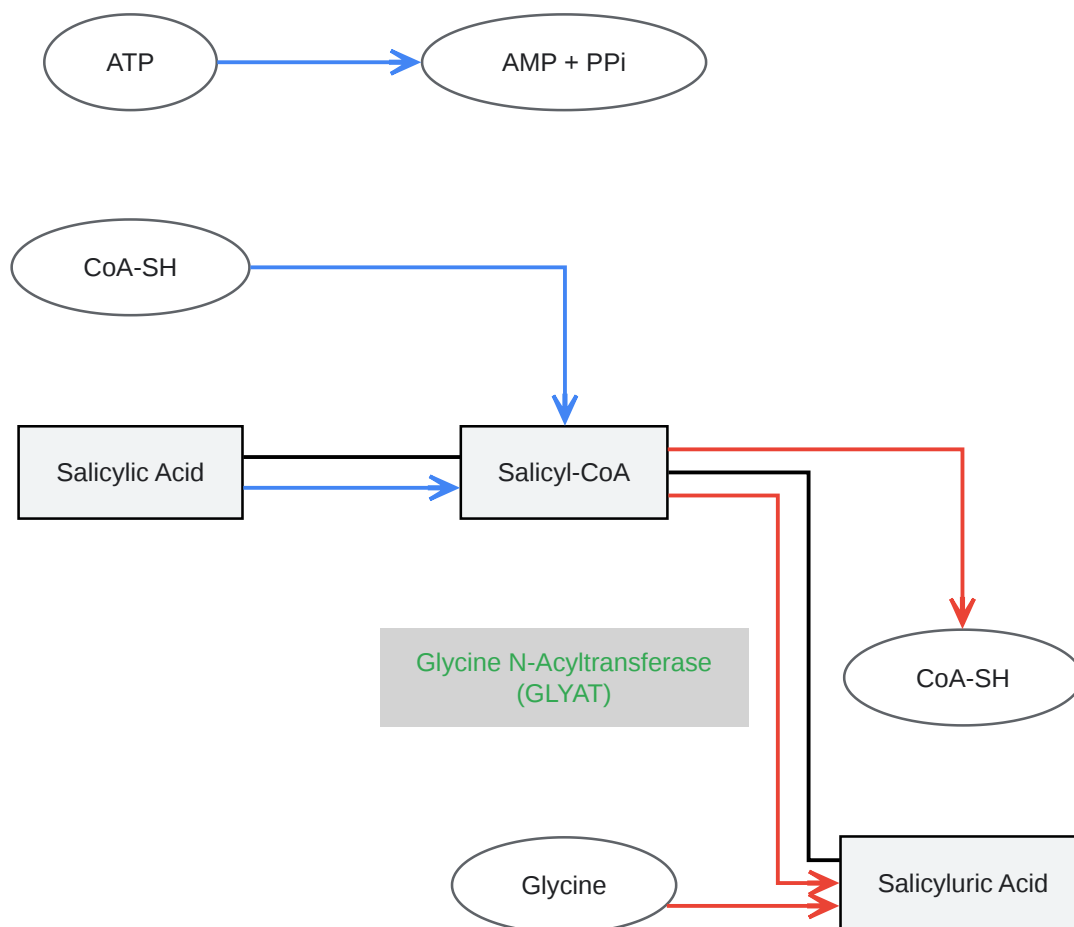 ATP
AMP + PPi
CoA-SH
Salicylic Acid
Salicyl-CoA
Glycine N-Acyltransferase
(GLYAT)
CoA-SH
Glycine
Salicyluric Acid